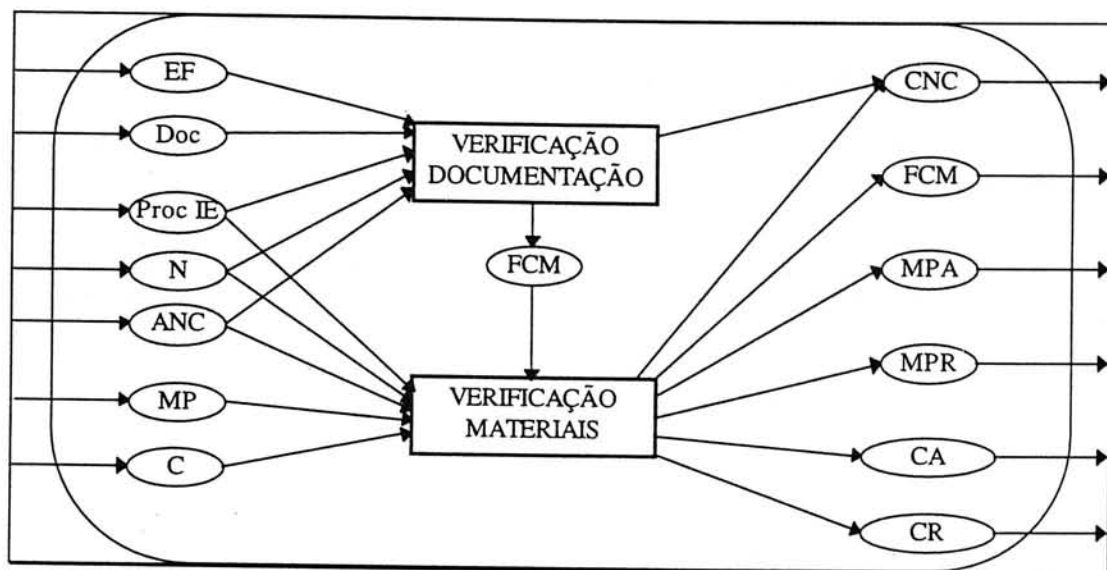 EF
Doc
Proc IE
N
ANC
MP
C
VERIFICAÇÃO
DOCUMENTAÇÃO
FCM
VERIFICAÇÃO
MATERIAIS
CNC
FCM
MPA
MPR
CA
CR